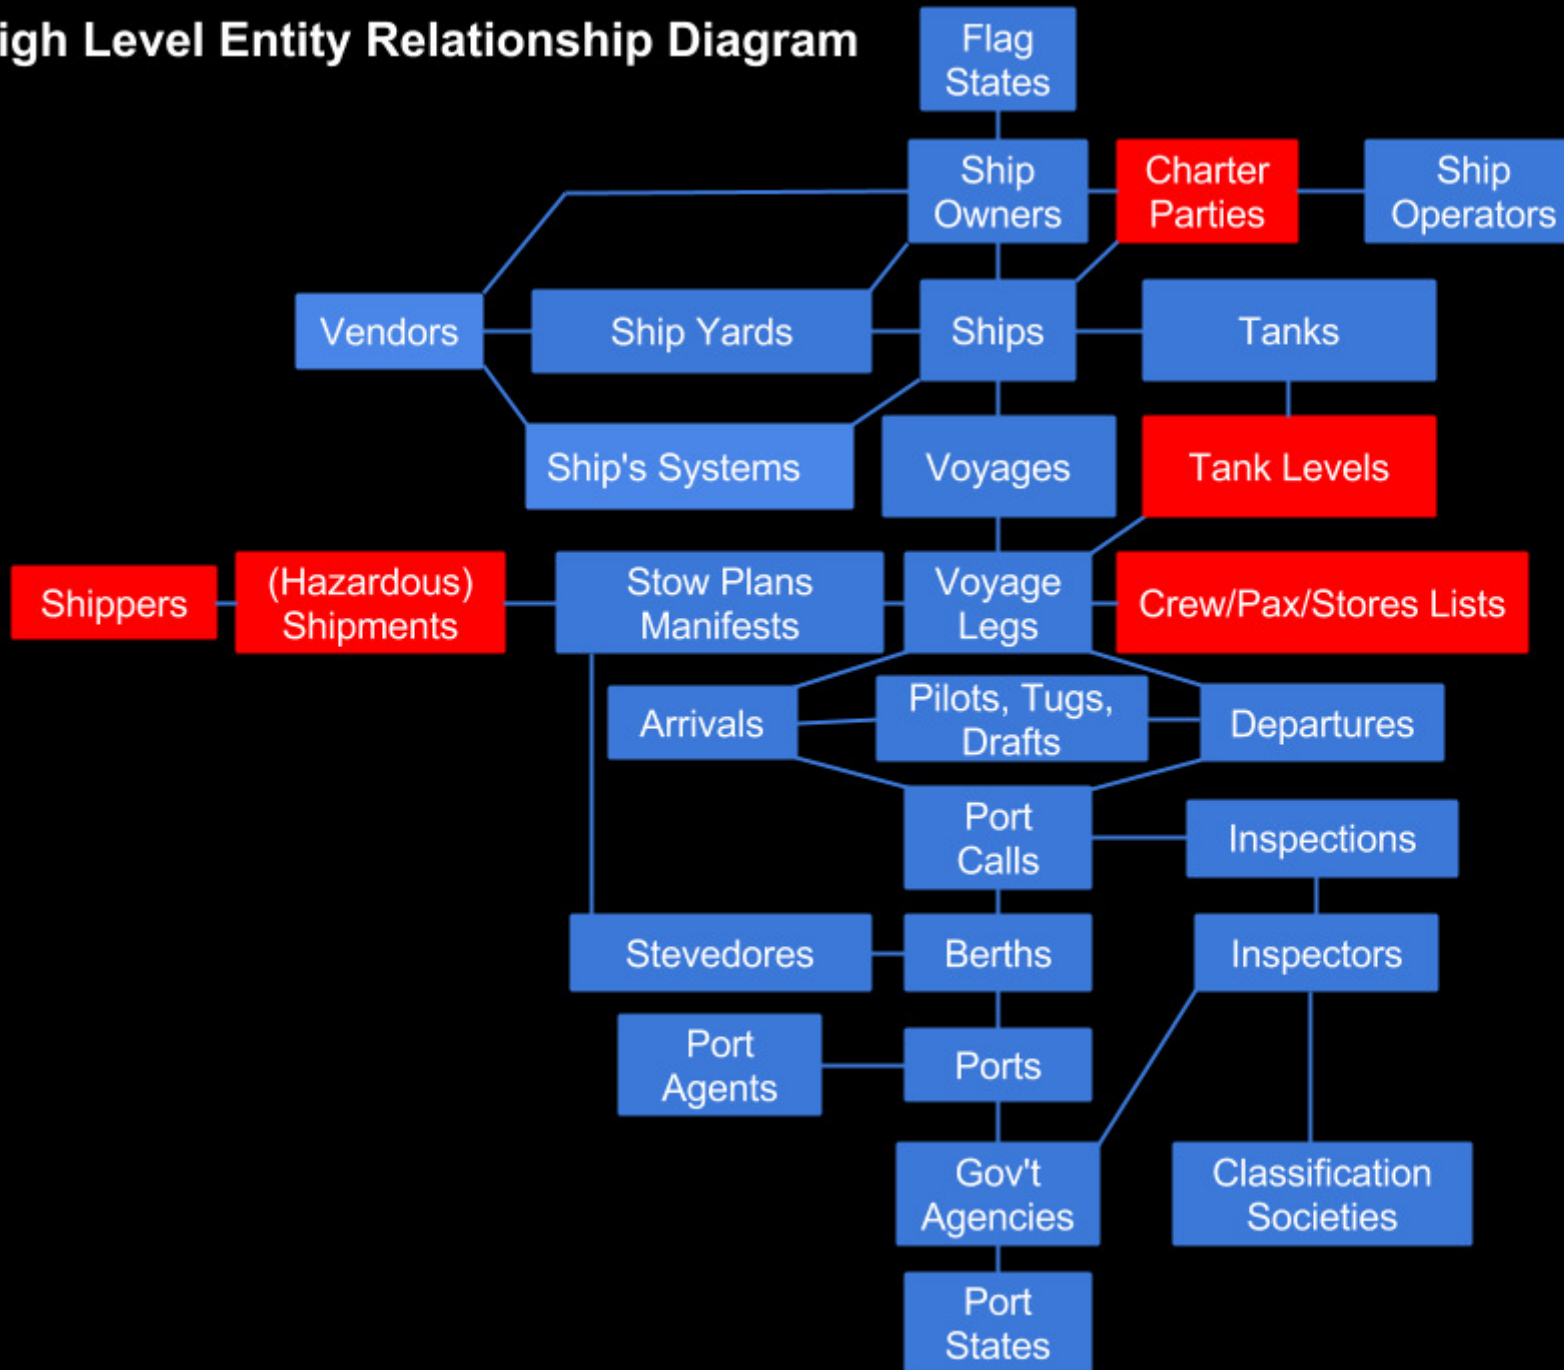 igh Level Entity Relationship Diagram
Flag
States
Ship
Owners
Charter
Parties
Ship
Operators
Vendors
Ship Yards
Ships
Tanks
Ship's Systems
Voyages
Tank Levels
Shippers
(Hazardous)
Shipments
Stow Plans
Manifests
Voyage
Legs
Crew/Pax/Stores Lists
Arrivals
Pilots, Tugs,
Drafts
Departures
Port
Calls
Inspections
Stevedores
Berths
Inspectors
Port
Agents
Ports
Gov't
Agencies
Classification
Societies
Port
States